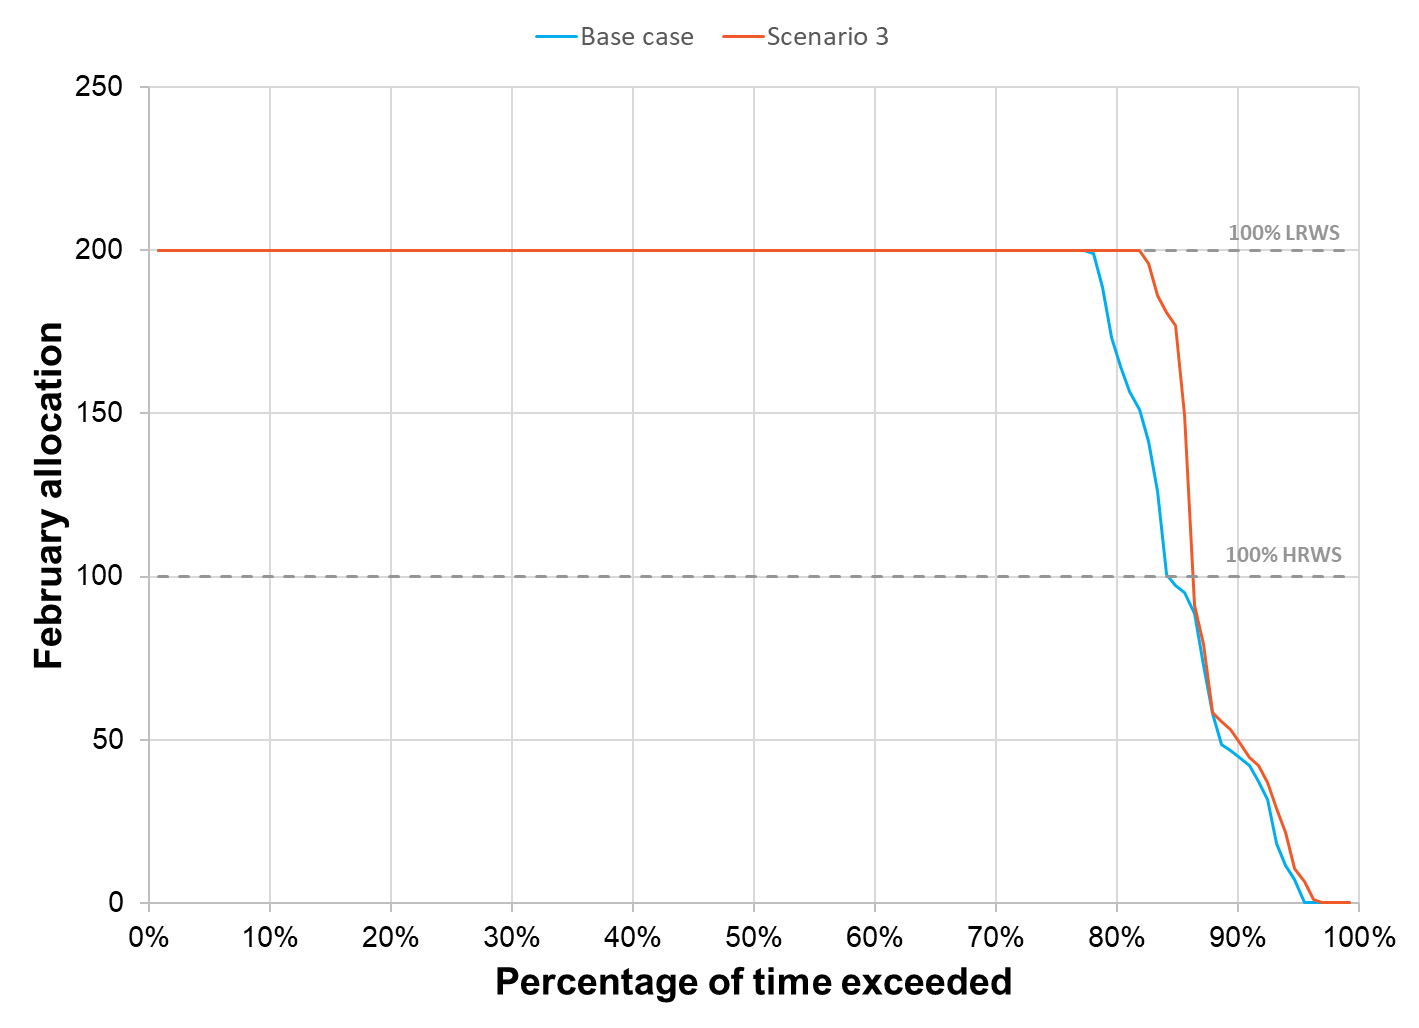 Base case Scenario 3
250
200
150
100
50
0
100% LRWS
100% HRWS
February allocation
0% 10% 20% 30% 40% 50% 60% 70% 80% 90% 100%
Percentage of time exceeded